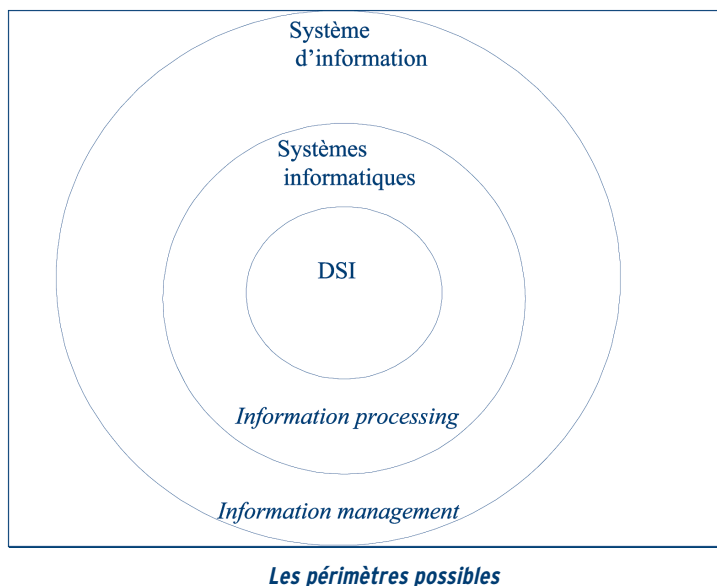 Système
d’information
Systèmes
informatiques
DSI
Information processing
Information management
Les périmètres possibles